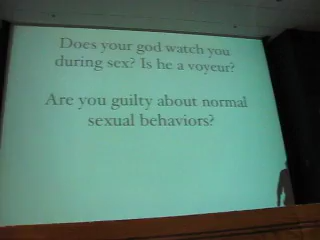 Does your god watch you
during sex? Is he a voyeur?
Are you guilty about normal
sexual behaviors?